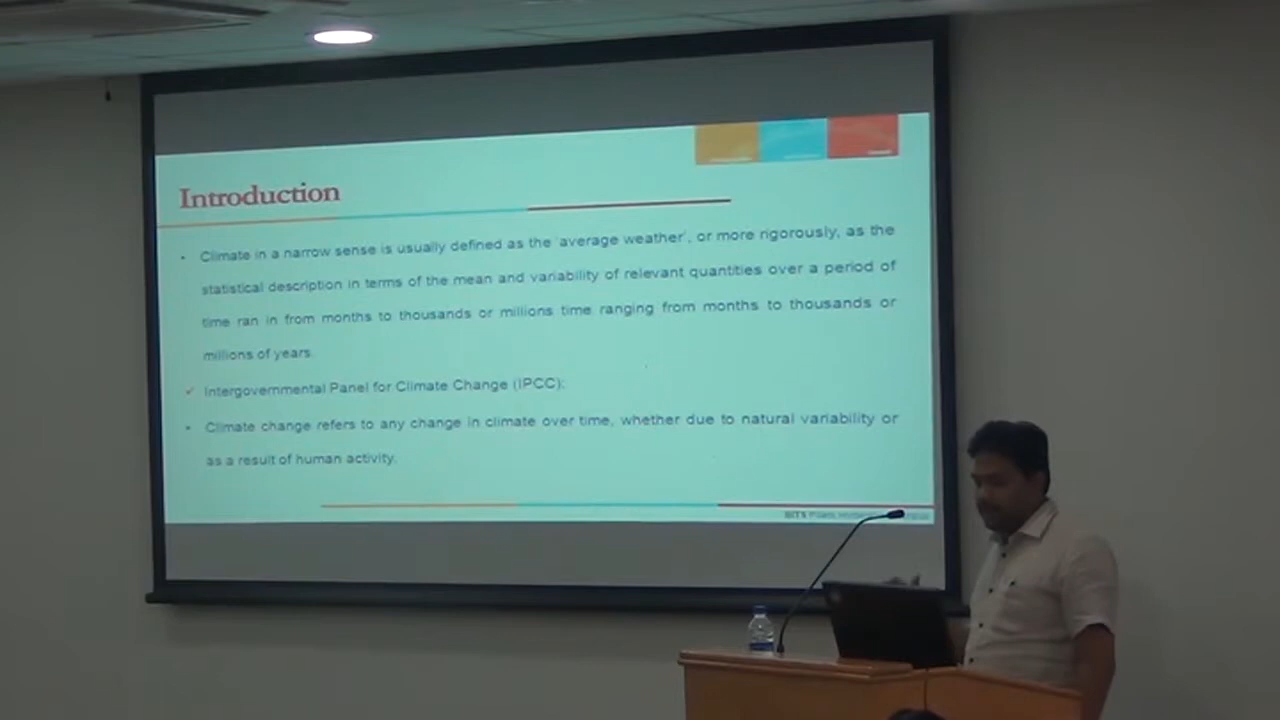 Introduction
• Climate in a narrow sense is usually defined as the 'average weather', or more rigorously, as the
statistical description in terms of the mean and variability of relevant quantities over a period of
time ran in from months to thousands or millions time ranging from months to thousands or
millions of years.
✓ Intergovernmental Panel for Climate Change (IPCC);
• Climate change refers to any change in climate over time, whether due to natural variability or
as a result of human activity.
BITS Pilani,